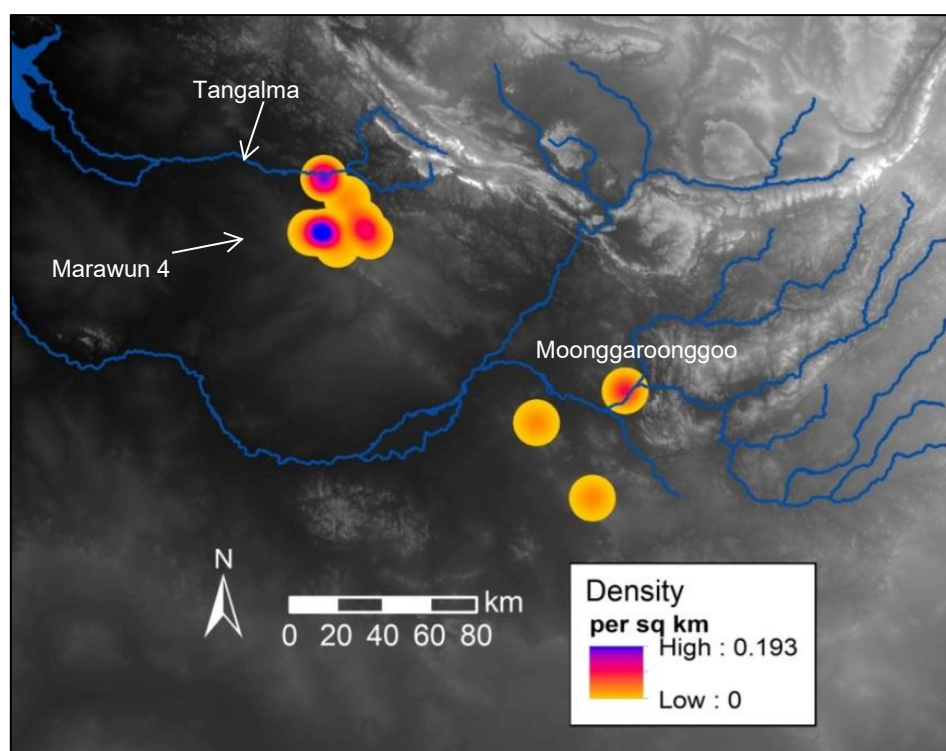 Tangalma
Marawun 4
Moonggaroonggoo
N
km
0 20 40 60 80
Density
per sq km
High : 0.193
Low : 0